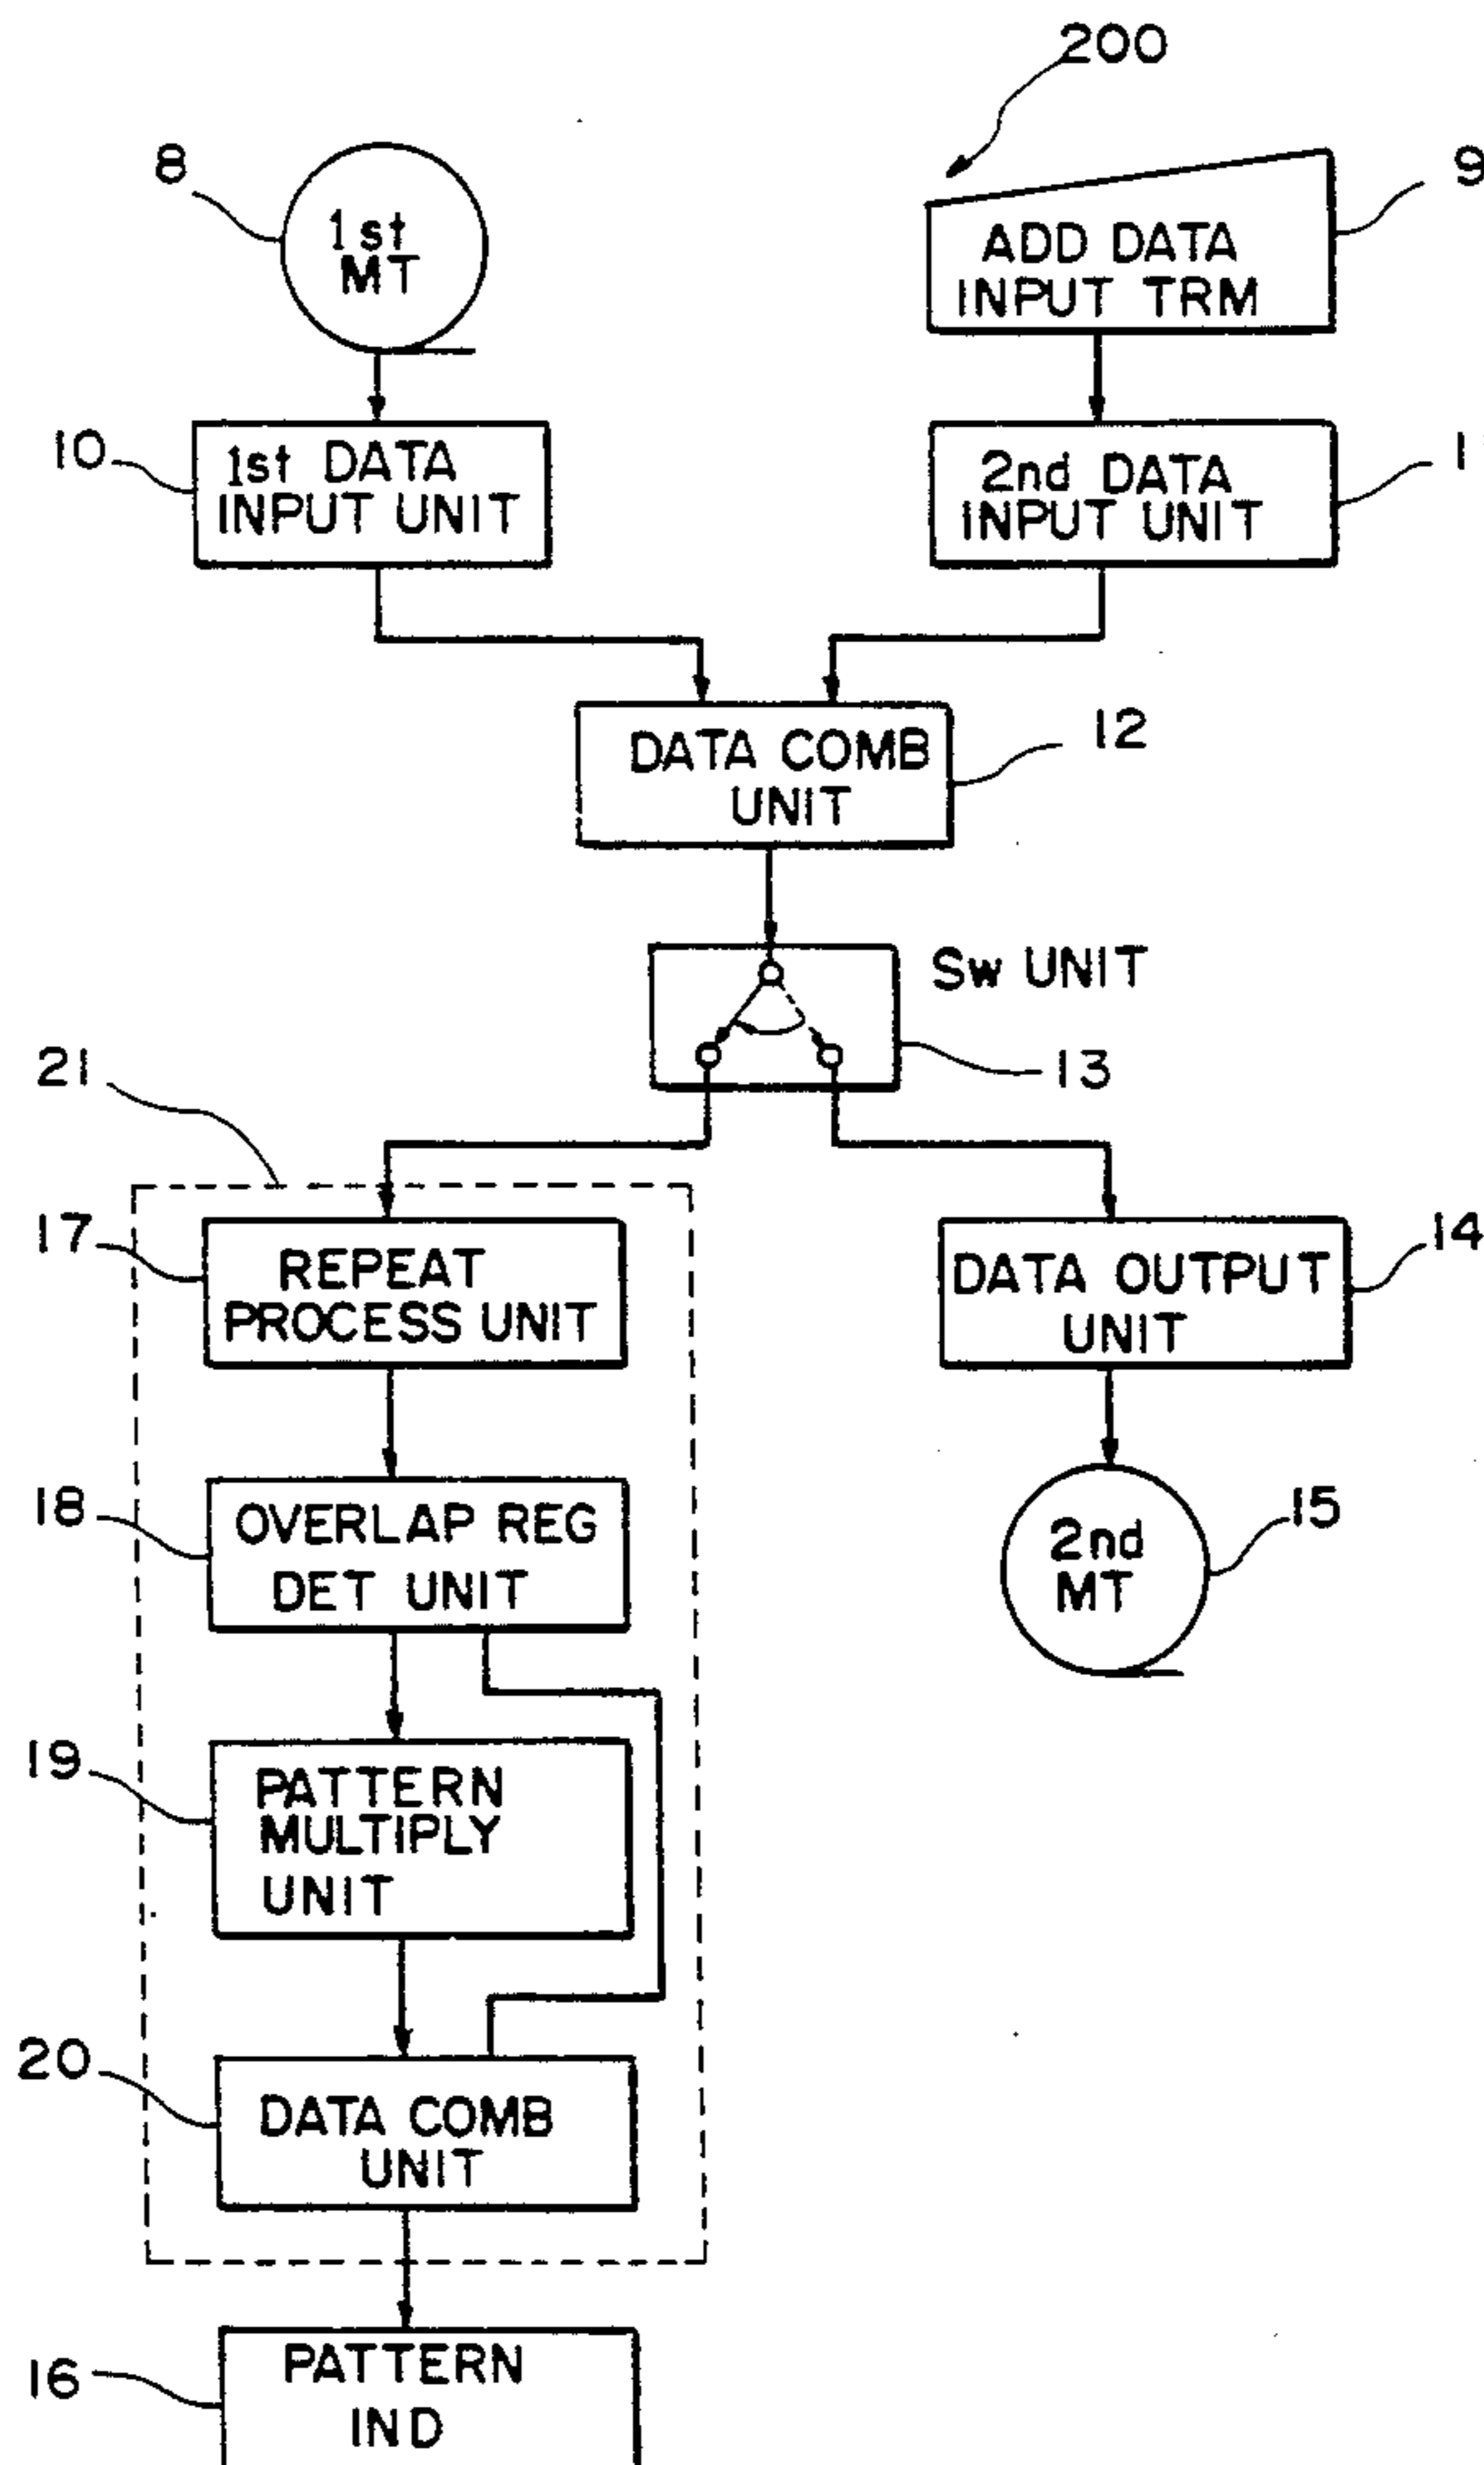 200
8
1st
MT
9
ADD DATA
INPUT TRM
10
1st DATA
INPUT UNIT
2nd DATA
INPUT UNIT
1
DATA COMB
UNIT
12
Sw UNIT
13
21
17
REPEAT
PROCESS UNIT
DATA OUTPUT
UNIT
14
18
OVERLAP REG
DET UNIT
2nd
MT
15
19
PATTERN
MULTIPLY
UNIT
20
DATA COMB
UNIT
16
PATTERN
IND